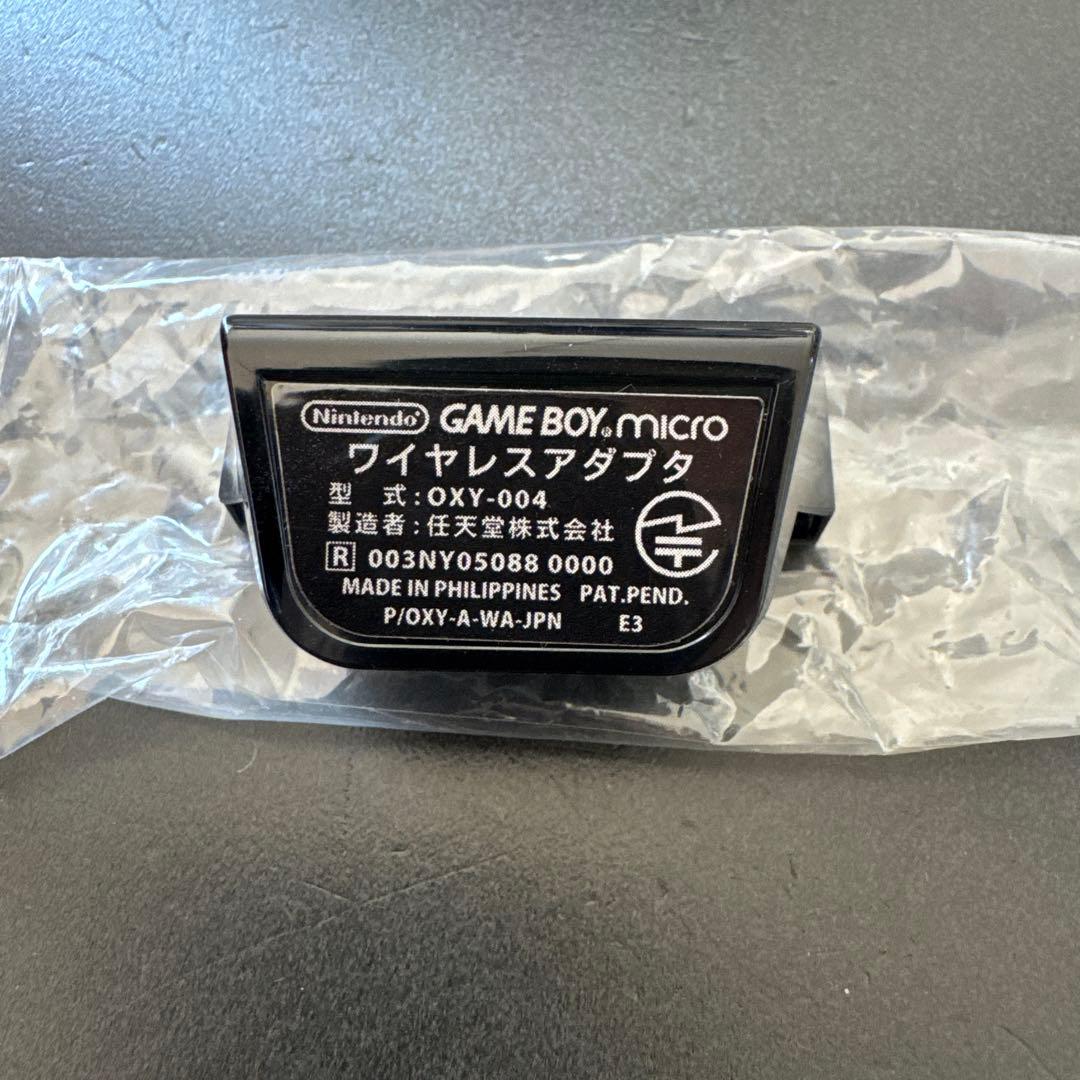 Nintendo® GAME BOY® micro
ワイヤレスアダプタ
型 式:OXY-004
製造者:任天堂株式会社
R 003NY05088 0000
MADE IN PHILIPPINES PAT.PEND.
P/OXY-A-WA-JPN E3